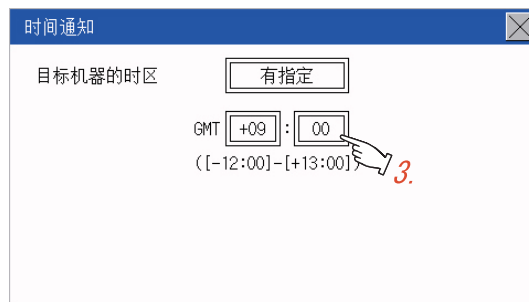 时间通知
目标机器的时区 有指定
GMT +09 : 00
([-12:00]-[+13:00])
3.